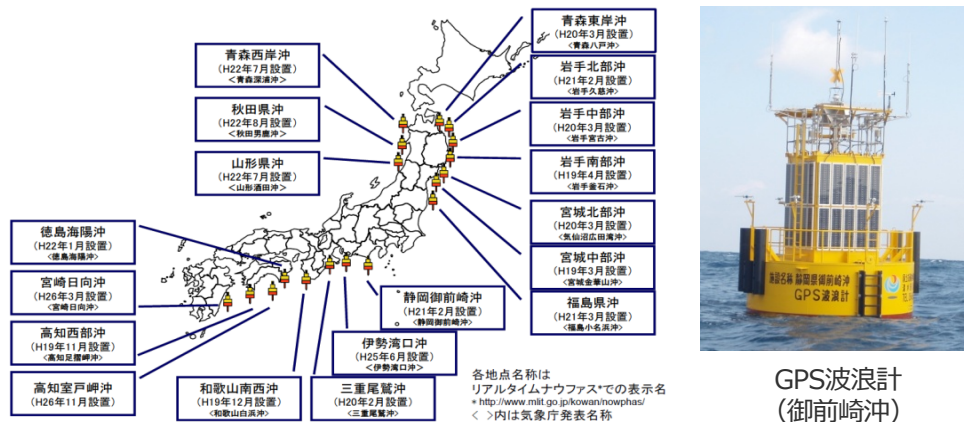 青森西岸沖
(H22年7月設置)
<青森深浦沖>
秋田県沖
(H22年8月設置)
<秋田男鹿沖>
山形県沖
(H22年7月設置)
<山形酒田沖>
徳島海陽沖
(H22年1月設置)
<徳島海陽沖>
宮崎日向沖
(H26年3月設置)
<宮崎日向沖>
高知西部沖
(H19年11月設置)
<高知足摺岬沖>
高知室戸岬沖
(H26年11月設置)
青森東岸沖
(H20年3月設置)
<青森八戸沖>
岩手北部沖
(H21年2月設置)
<岩手久慈沖>
岩手中部沖
(H20年3月設置)
<岩手宮古沖>
岩手南部沖
(H19年4月設置)
<岩手釜石沖>
宮城北部沖
(H20年3月設置)
<気仙沼広田湾沖>
宮城中部沖
(H19年3月設置)
<宮城金華山沖>
福島県沖
(H21年3月設置)
<福島小名浜沖>
静岡御前崎沖
(H21年2月設置)
<静岡御前崎沖>
伊勢湾口沖
(H25年6月設置)
<伊勢湾口沖>
和歌山南西沖
(H19年12月設置)
<和歌山白浜沖>
三重尾鷲沖
(H20年2月設置)
<三重尾鷲沖>
各地点名称は
リアルタイムナウファス*での表示名
* http://www.mlit.go.jp/kowan/nowphas/
< >内は気象庁発表名称
施設名称 静岡県御前崎沖
GPS波浪計
GPS波浪計
(御前崎沖)